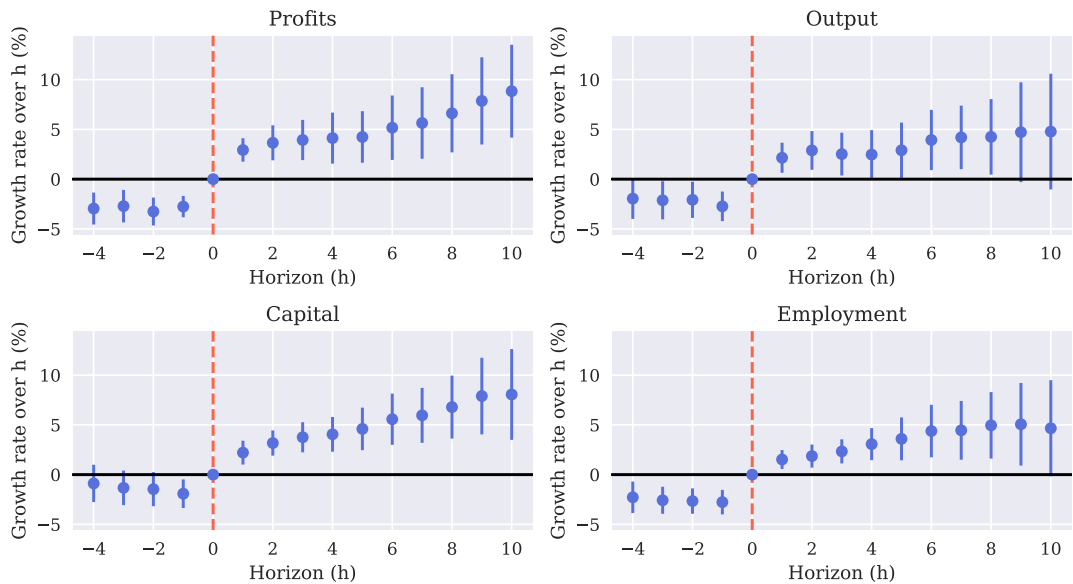 Profits
Growth rate over h (%)
10
5
0
−5
−4 −2 0 2 4 6 8 10
Horizon (h)
Output
Growth rate over h (%)
10
5
0
−5
−4 −2 0 2 4 6 8 10
Horizon (h)
Capital
Growth rate over h (%)
10
5
0
−5
−4 −2 0 2 4 6 8 10
Horizon (h)
Employment
Growth rate over h (%)
10
5
0
−5
−4 −2 0 2 4 6 8 10
Horizon (h)